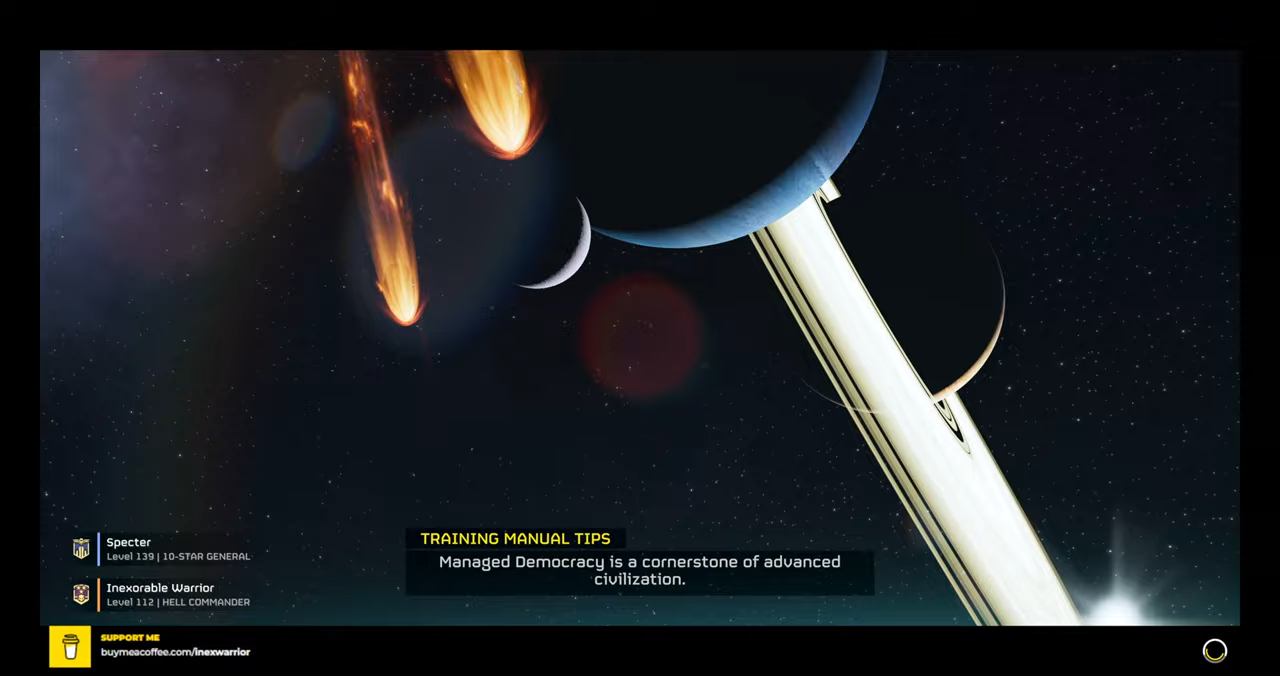 Specter
Level 139 | 10-STAR GENERAL
Inexorable Warrior
Level 112 | HELL COMMANDER
TRAINING MANUAL TIPS
Managed Democracy is a cornerstone of advanced
civilization.
SUPPORT ME
buymeacoffee.com/inexwarrior